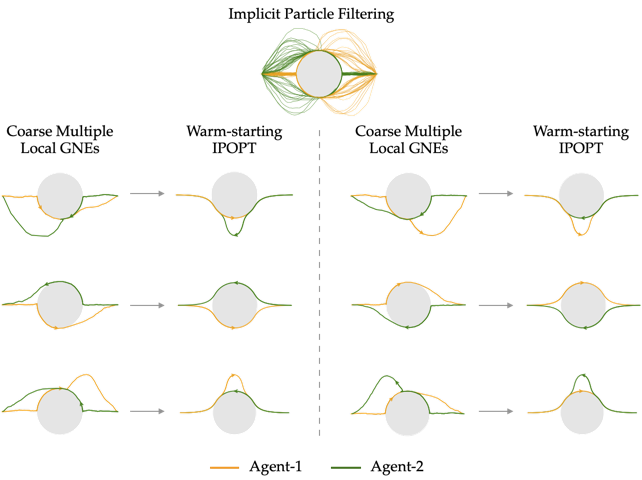 Implicit Particle Filtering
Coarse Multiple
Local GNEs
Warm-starting
IPOPT
Coarse Multiple
Local GNEs
Warm-starting
IPOPT
Agent-1
Agent-2